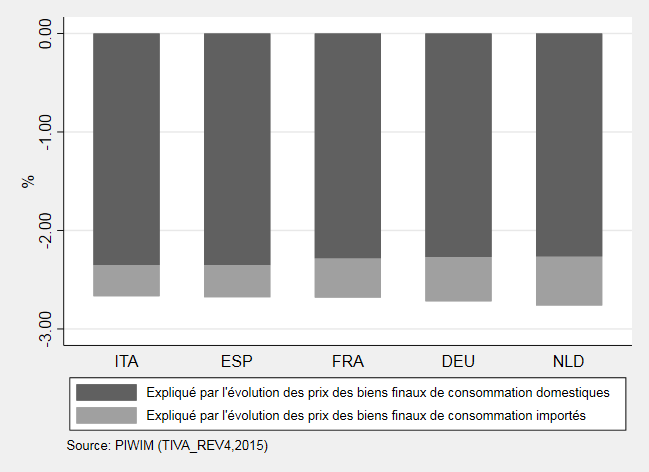 0.00
-1.00
-2.00
-3.00
%
ITA ESP FRA DEU NLD
Expliqué par l'évolution des prix des biens finaux de consommation domestiques
Expliqué par l'évolution des prix des biens finaux de consommation importés
Source: PIWIM (TIVA_REV4,2015)